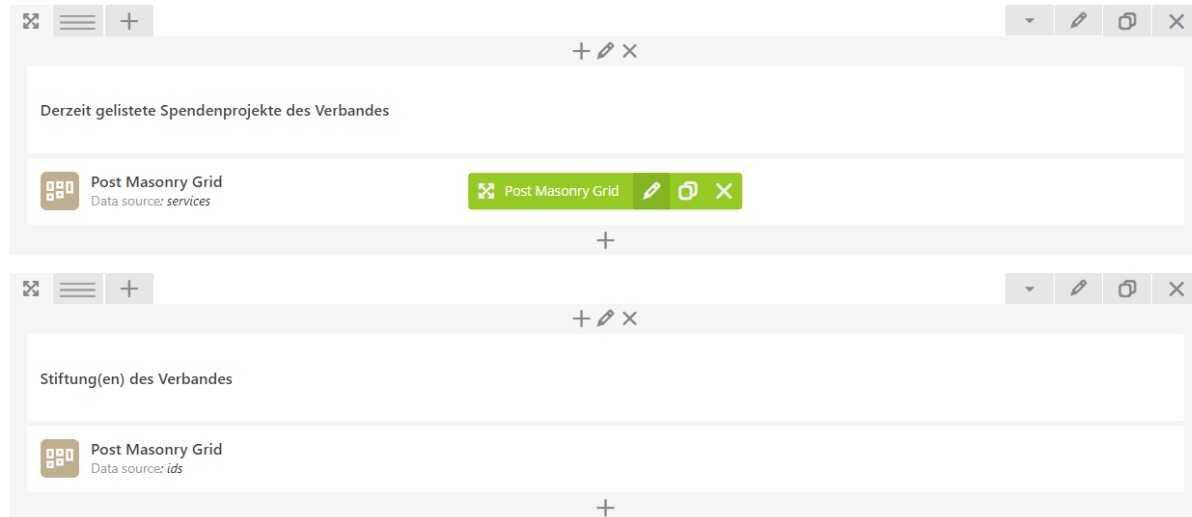 Derzeit gelistete Spendenprojekte des Verbandes
Post Masonry Grid
Data source: services
Post Masonry Grid
Stiftung(en) des Verbandes
Post Masonry Grid
Data source: ids